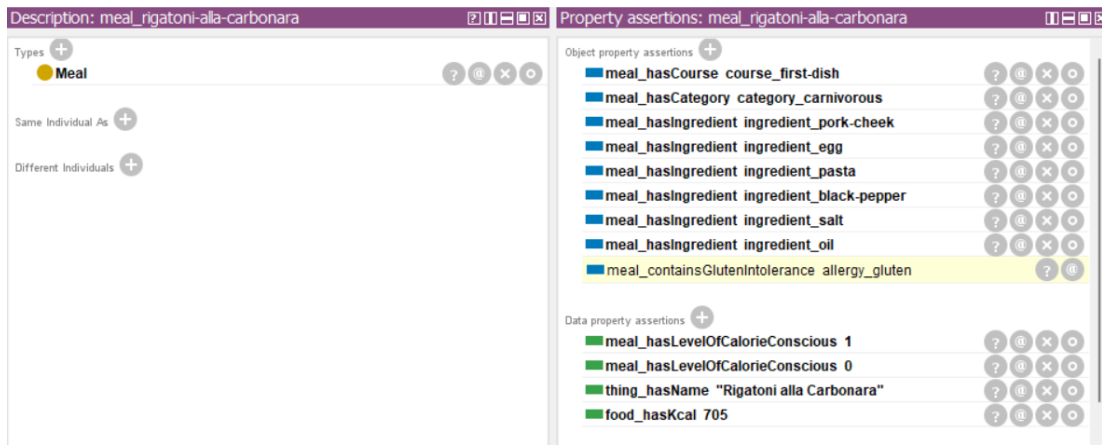 Description: meal_rigatoni-alla-carbonara
Types
Meal
Same Individual As
Different Individuals
Property assertions: meal_rigatoni-alla-carbonara
Object property assertions
meal_hasCourse course_first-dish
meal_hasCategory category_carnivorous
meal_hasIngredient ingredient_pork-cheek
meal_hasIngredient ingredient_egg
meal_hasIngredient ingredient_pasta
meal_hasIngredient ingredient_black-pepper
meal_hasIngredient ingredient_salt
meal_hasIngredient ingredient_oil
meal_containsGlutenIntolerance allergy_gluten
Data property assertions
meal_hasLevelOfCalorieConscious 1
meal_hasLevelOfCalorieConscious 0
thing_hasName "Rigatoni alla Carbonara"
food_hasKcal 705